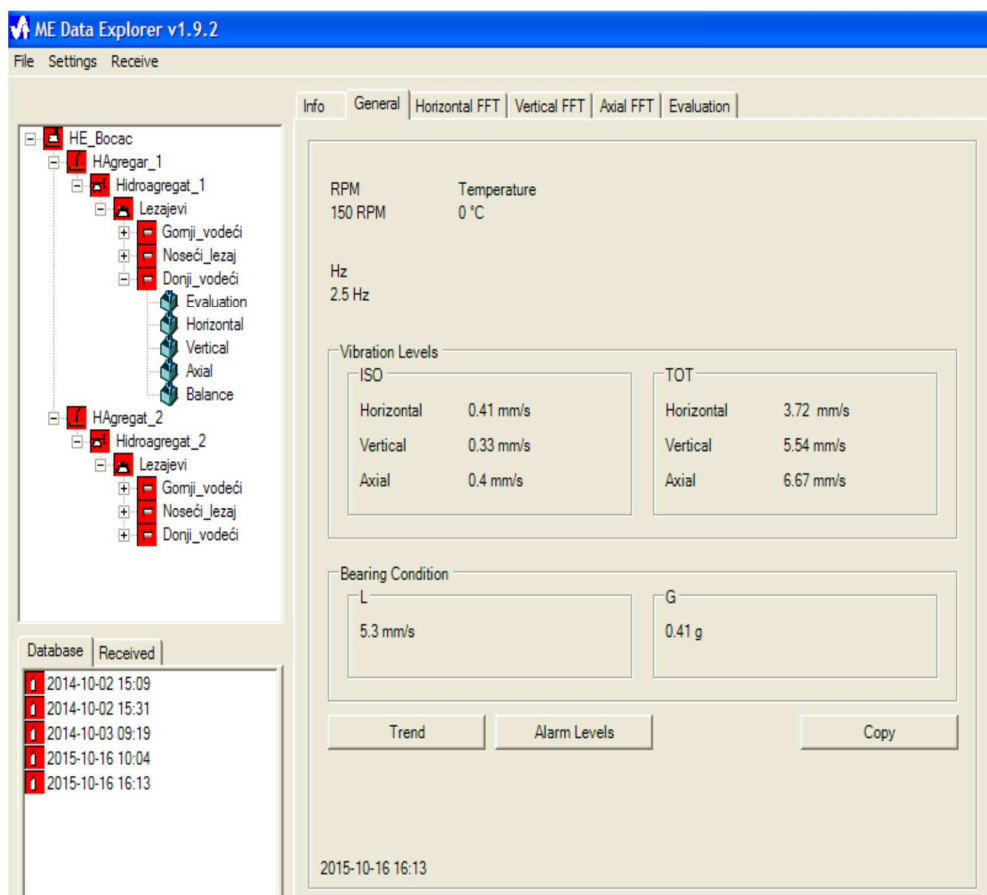 ME Data Explorer v1.9.2
File Settings Receive
HE_Bocac
HAgregar_1
Hidroagregat_1
Lezajevi
Gornji_vodeći
Noseći_lezaj
Donji_vodeći
Evaluation
Horizontal
Vertical
Axial
Balance
HAgregat_2
Hidroagregat_2
Lezajevi
Gornji_vodeći
Noseći_lezaj
Donji_vodeći
Database Received
2014-10-02 15:09
2014-10-02 15:31
2014-10-03 09:19
2015-10-16 10:04
2015-10-16 16:13
Info General Horizontal FFT Vertical FFT Axial FFT Evaluation
RPM Temperature
150 RPM 0 °C
Hz
2.5 Hz
Vibration Levels
ISO
Horizontal 0.41 mm/s
Vertical 0.33 mm/s
Axial 0.4 mm/s
TOT
Horizontal 3.72 mm/s
Vertical 5.54 mm/s
Axial 6.67 mm/s
Bearing Condition
L
5.3 mm/s
G
0.41 g
Trend Alarm Levels Copy
2015-10-16 16:13